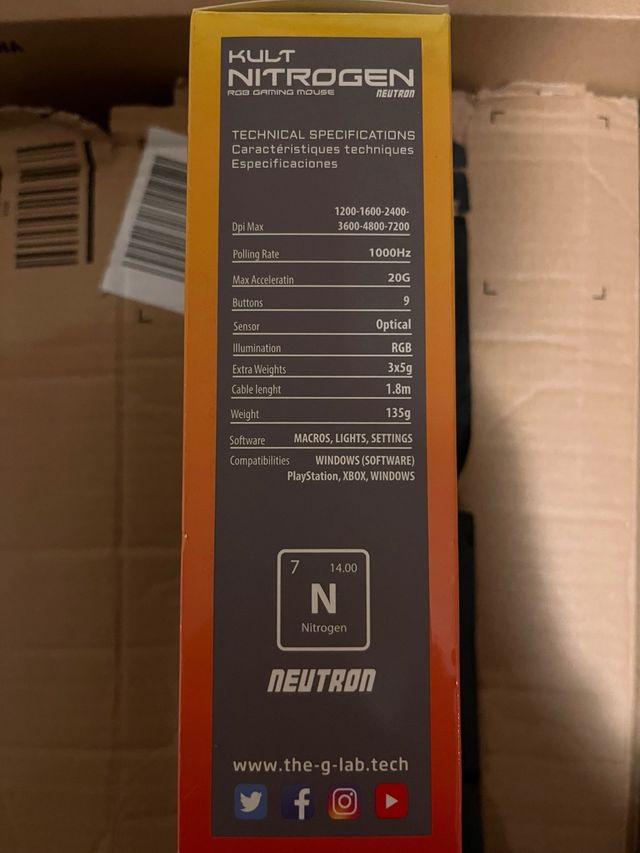 KULT
NITROGEN
RGB GAMING MOUSE NEUTRON
TECHNICAL SPECIFICATIONS
Caractéristiques techniques
Especificaciones
1200-1600-2400-
Dpi Max 3600-4800-7200
Polling Rate 1000Hz
Max Acceleratin 20G
Buttons 9
Sensor Optical
Illumination RGB
Extra Weights 3x5g
Cable lenght 1.8m
Weight 135g
Software MACROS, LIGHTS, SETTINGS
Compatibilities WINDOWS (SOFTWARE)
PlayStation, XBOX, WINDOWS
7 14.00
N
Nitrogen
NEUTRON
www.the-g-lab.tech